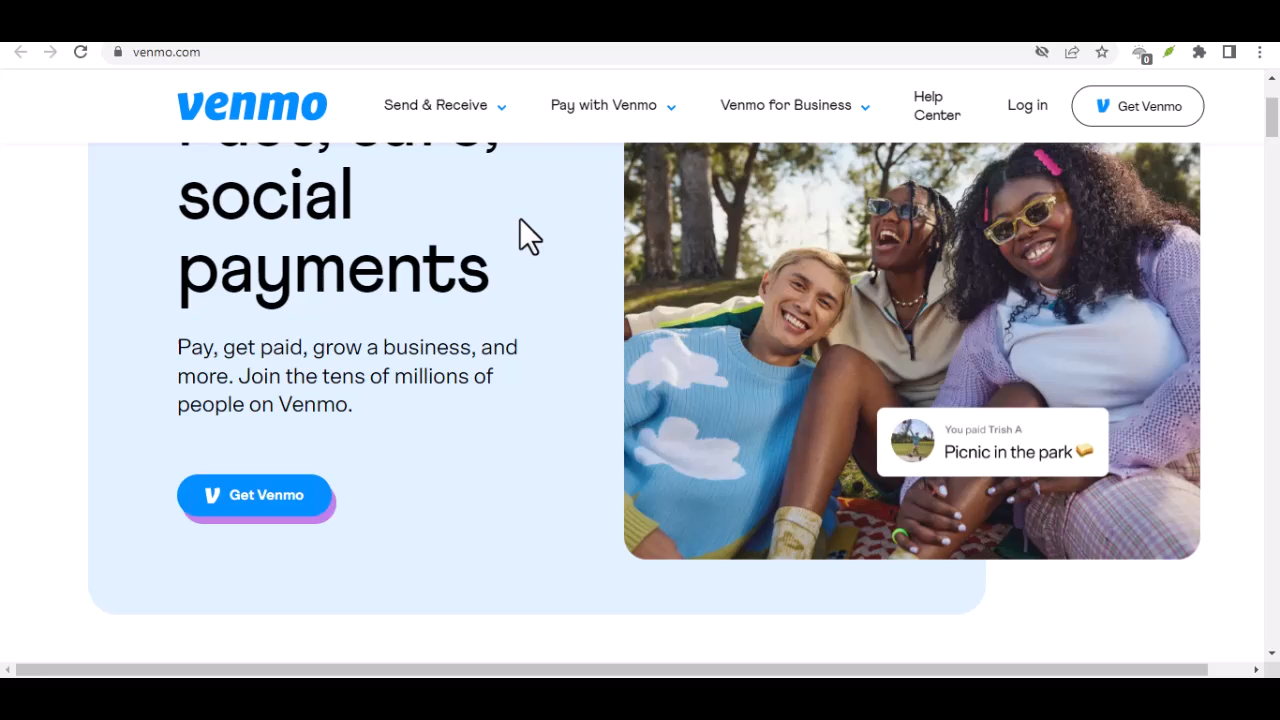 venmo.com
0
venmo
Send & Receive
Pay with Venmo
Venmo for Business
Help
Center
Log in
Get Venmo
social
payments
Pay, get paid, grow a business, and
more. Join the tens of millions of
people on Venmo.
Get Venmo
You paid Trish A
Picnic in the park